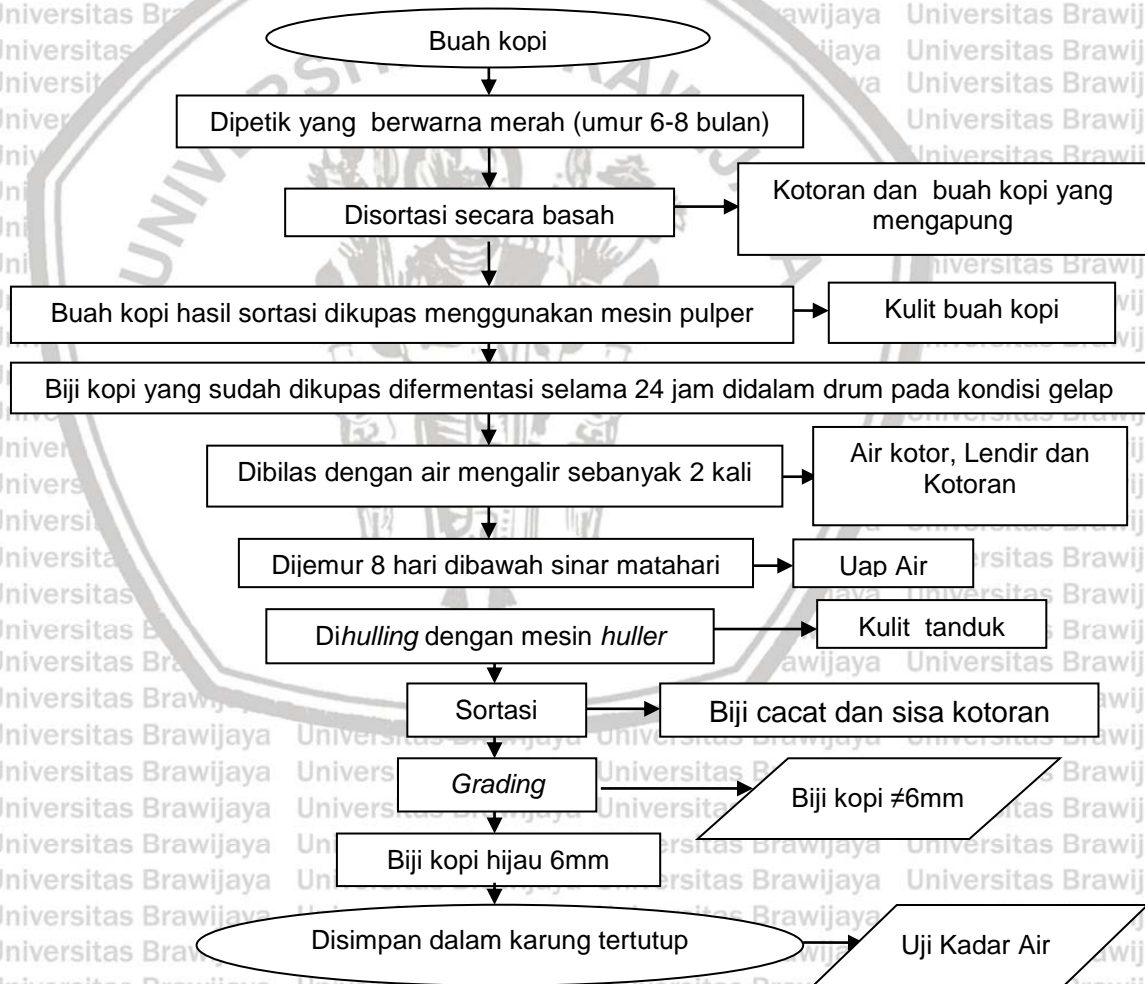 Buah kopi
Dipetik yang berwarna merah (umur 6-8 bulan)
Disortasi secara basah
Kotoran dan buah kopi yang
mengapung
Buah kopi hasil sortasi dikupas menggunakan mesin pulper
Kulit buah kopi
Biji kopi yang sudah dikupas difermentasi selama 24 jam didalam drum pada kondisi gelap
Dibilas dengan air mengalir sebanyak 2 kali
Air kotor, Lendir dan
Kotoran
Dijemur 8 hari dibawah sinar matahari
Uap Air
Dihulling dengan mesin huller
Kulit tanduk
Sortasi
Biji cacat dan sisa kotoran
Grading
Biji kopi ≠6mm
Biji kopi hijau 6mm
Disimpan dalam karung tertutup
Uji Kadar Air